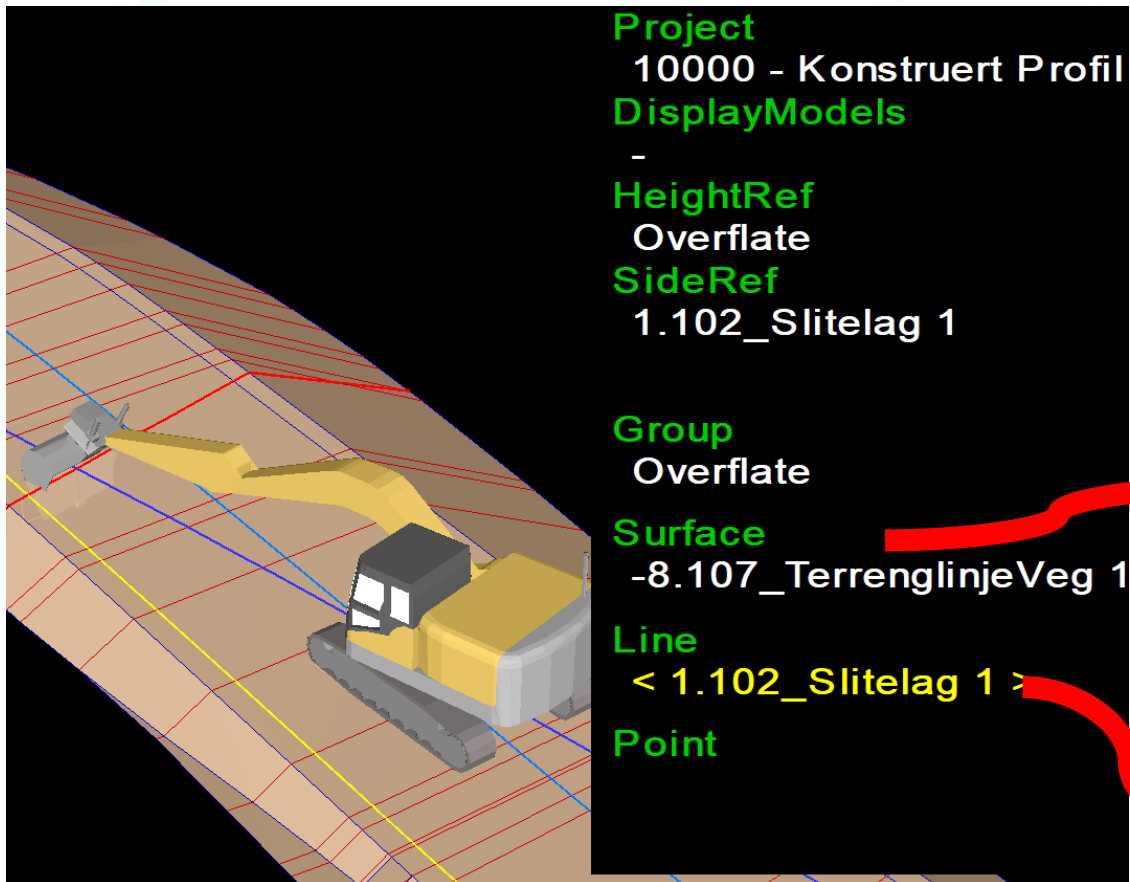 Project
10000 - Konstruert Profil
DisplayModels
-
HeightRef
Overflate
SideRef
1.102_Slitelag 1
Group
Overflate
Surface
-8.107_TerrenglinjeVeg 1
Line
< 1.102_Slitelag 1 >
Point